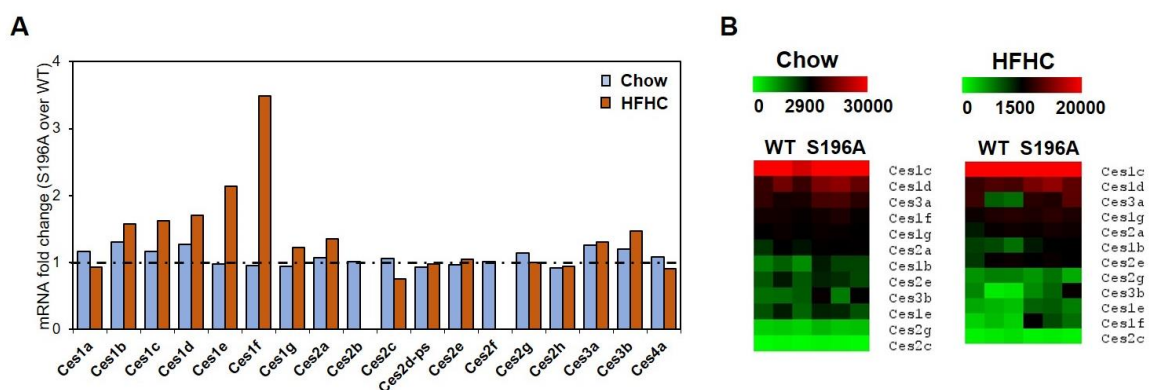 A
mRNA fold change (S196A over WT)
4
3
2
1
0
Chow
HFHC
Ces1a
Ces1b
Ces1c
Ces1d
Ces1e
Ces1f
Ces1g
Ces2a
Ces2b
Ces2c
Ces2d-ps
Ces2e
Ces2f
Ces2g
Ces2h
Ces3a
Ces3b
Ces4a
B
Chow
0 2900 30000
WT S196A
Ces1c
Ces1d
Ces3a
Ces1f
Ces1g
Ces2a
Ces1b
Ces2e
Ces3b
Ces1e
Ces2g
Ces2c
HFHC
0 1500 20000
WT S196A
Ces1c
Ces1d
Ces3a
Ces1g
Ces2a
Ces1b
Ces2e
Ces2g
Ces3b
Ces1e
Ces1f
Ces2c